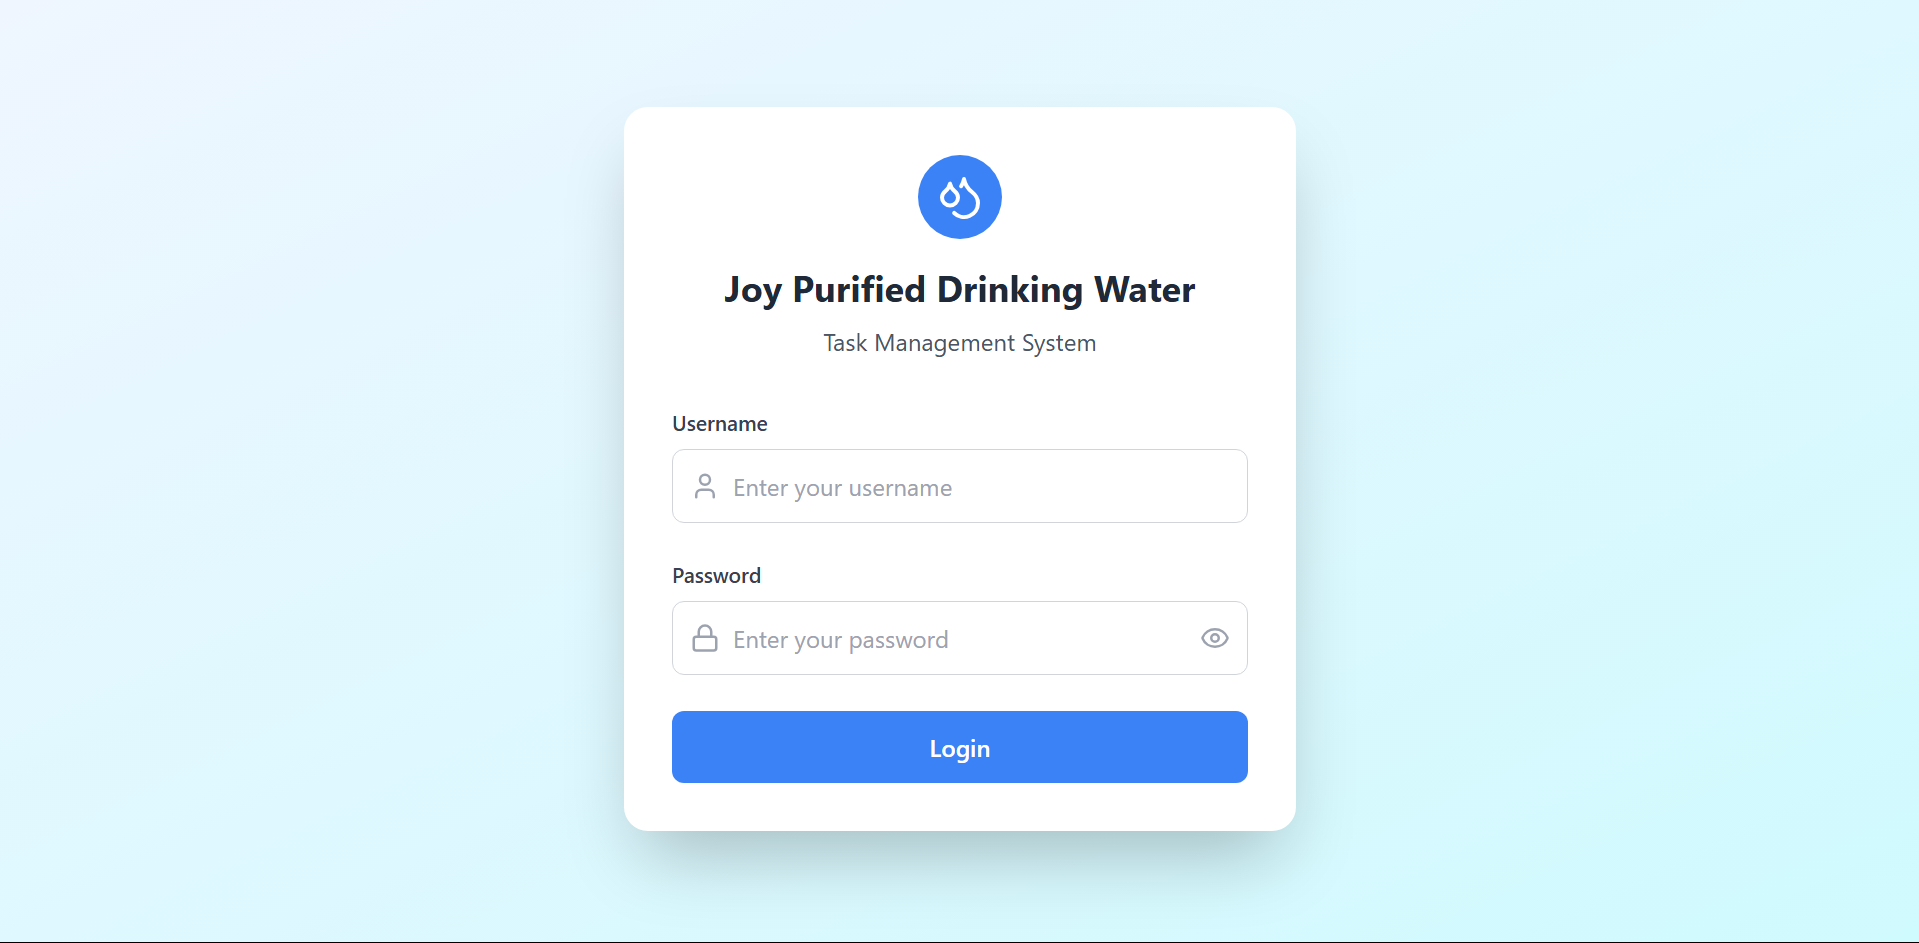 Joy Purified Drinking Water
Task Management System
Username
Enter your username
Password
Enter your password
Login